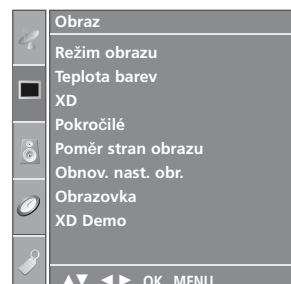 Obraz
Režim obrazu
Teplota barev
XD
Pokročilé
Poměr stran obrazu
Obnov. nast. obr.
Obrazovka
XD Demo
▲▼ ◄► OK MENU